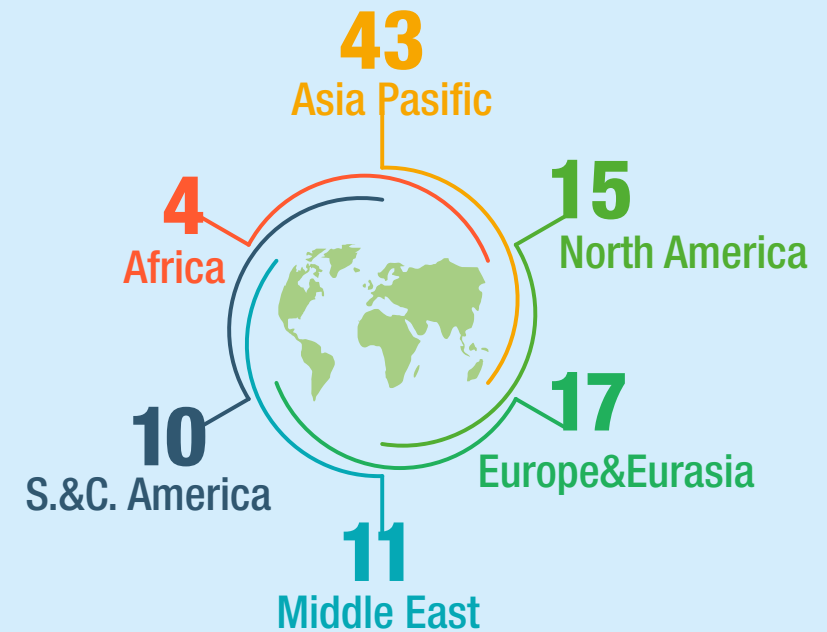 43
Asia Pasific
15
North America
4
Africa
17
Europe&Eurasia
10
S.&C. America
11
Middle East